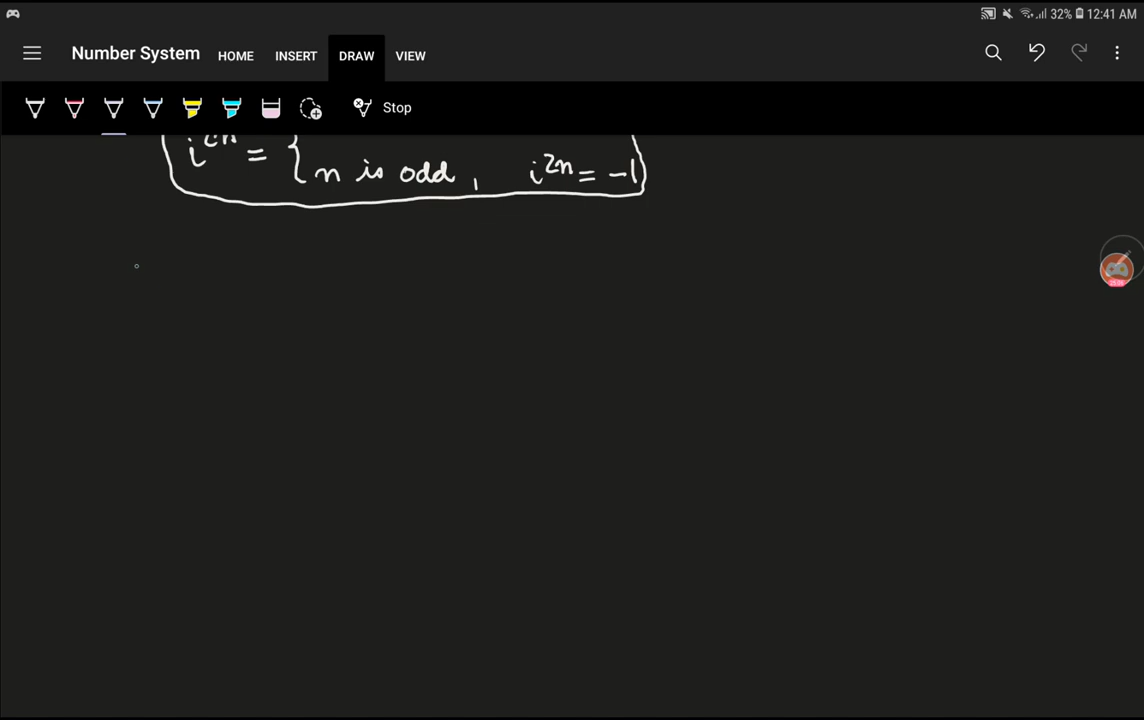 32% 12:41 AM
Number System HOME INSERT DRAW VIEW
Stop
i²ⁿ = {
n is odd , i²ⁿ = -1